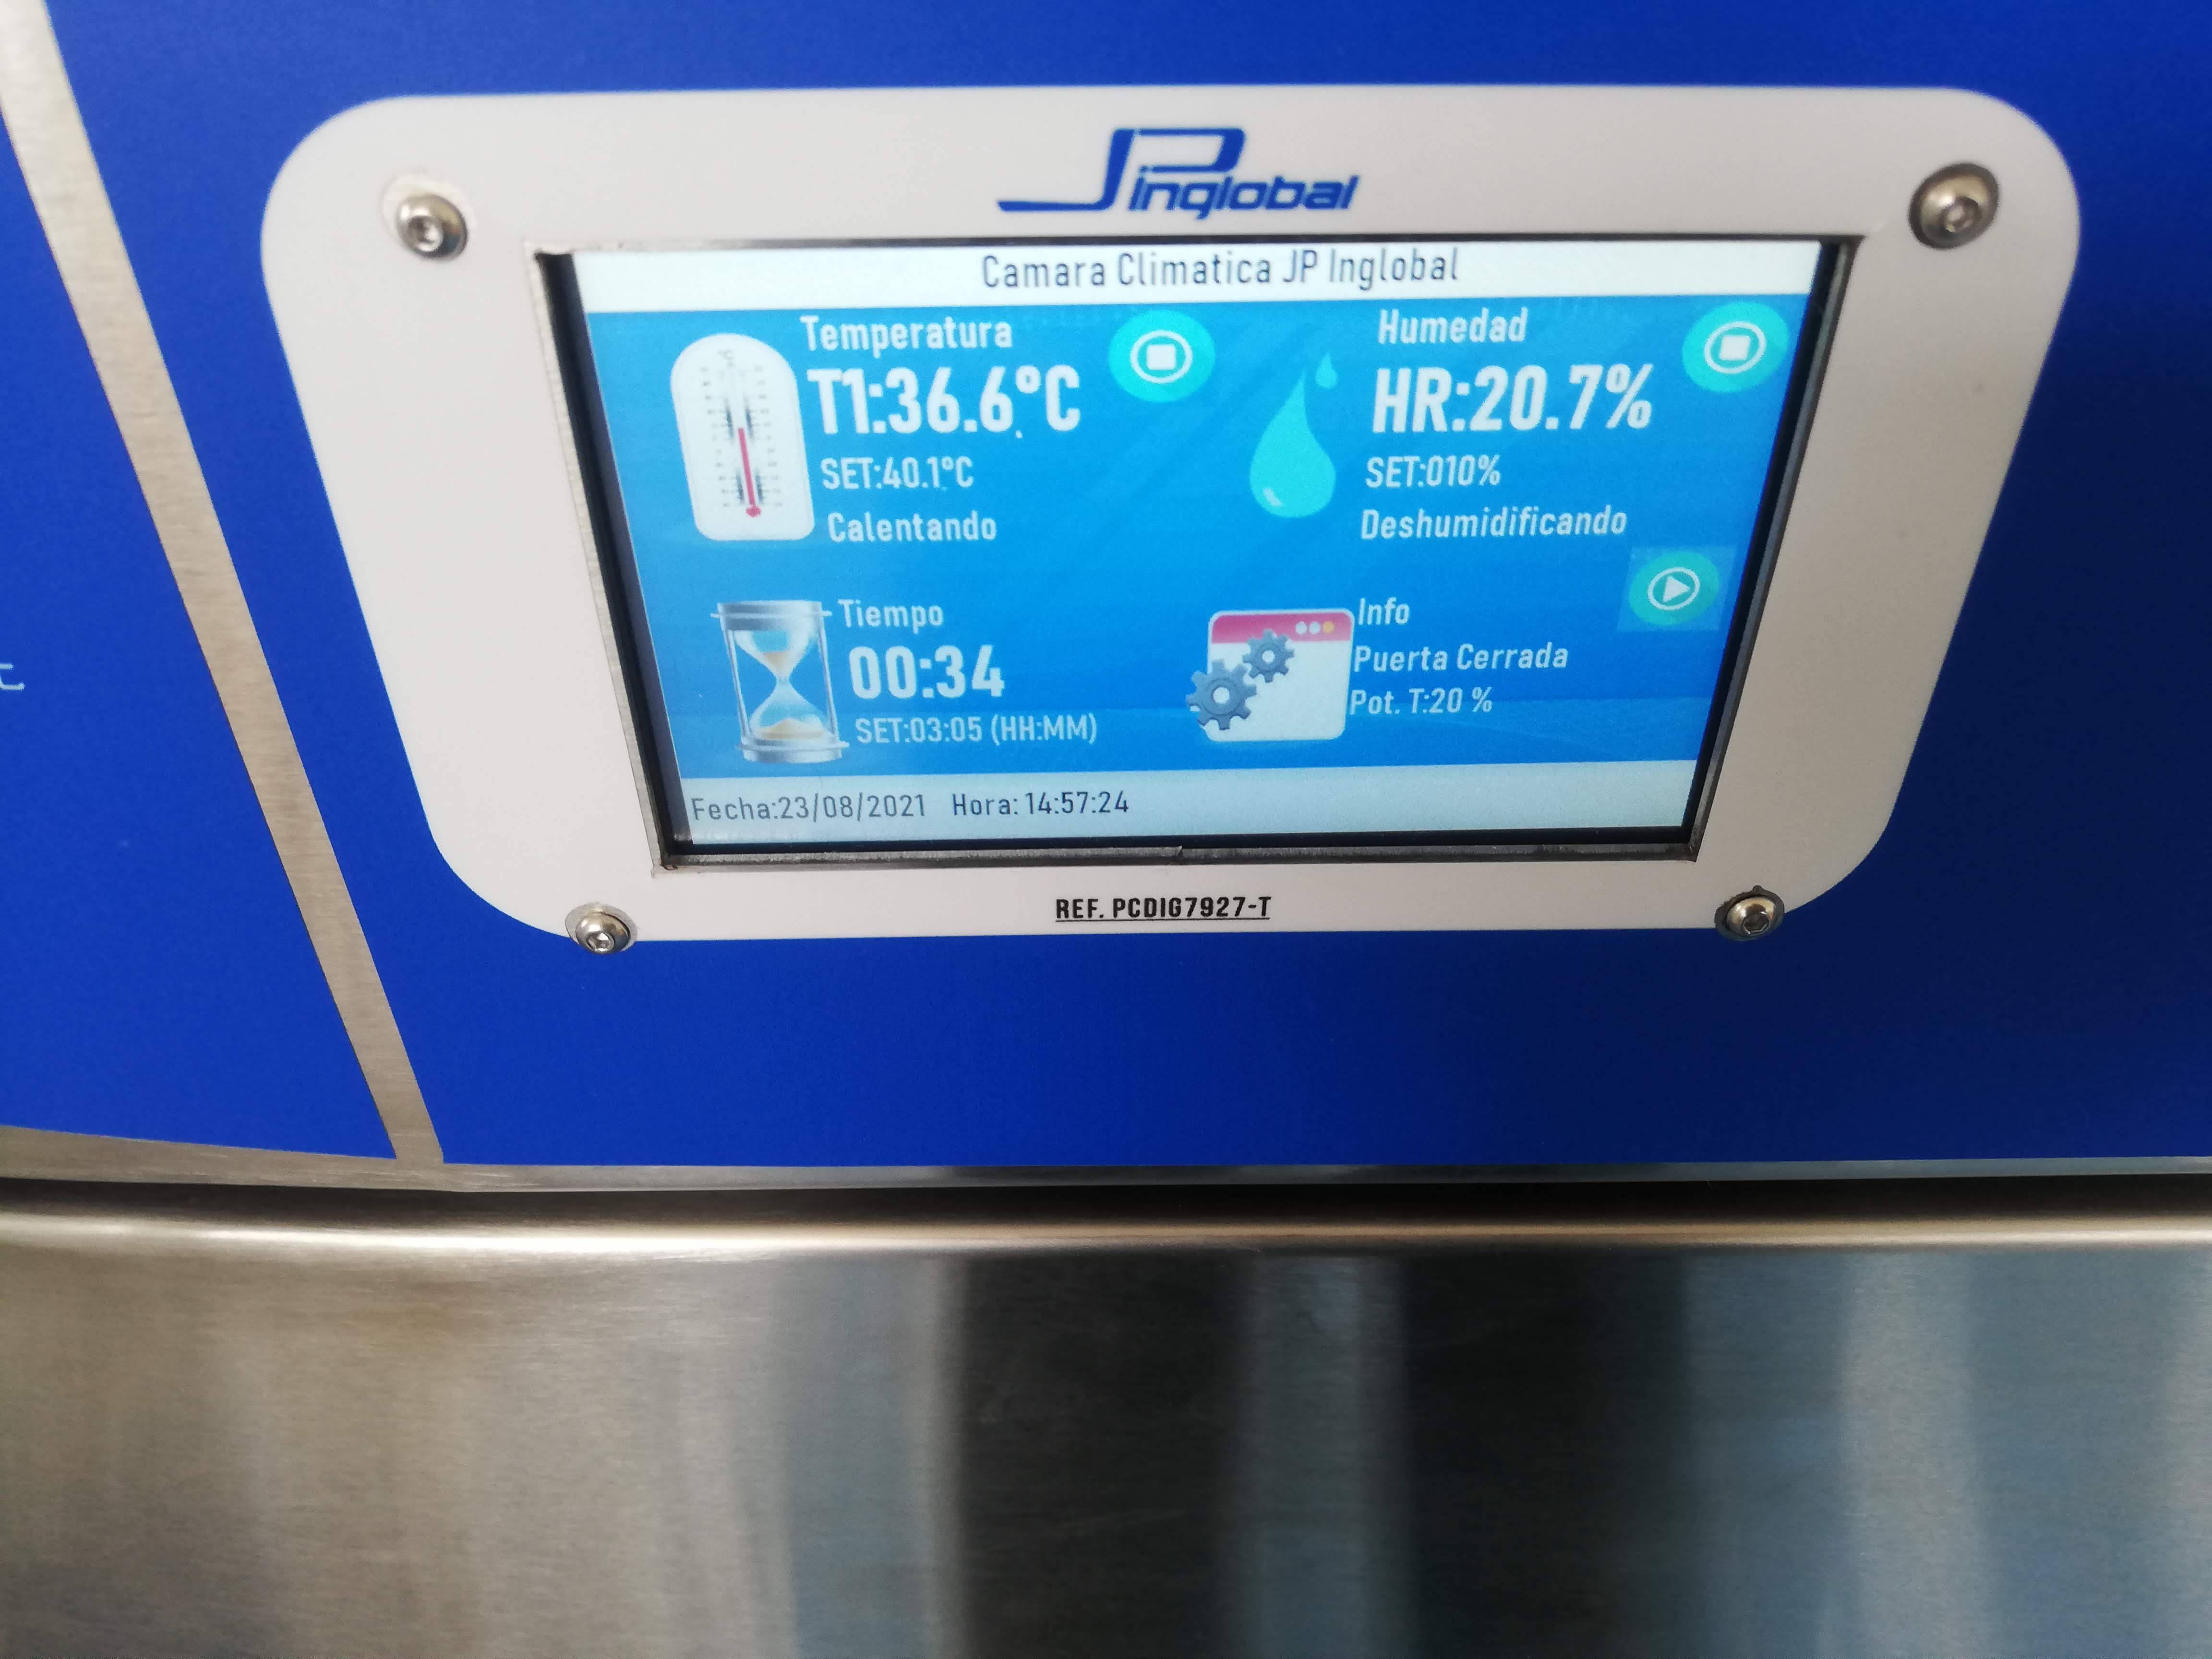 JPinglobal
Camara Climatica JP Inglobal
Temperatura
T1:36.6°C
SET:40.1°C
Calentando
Humedad
HR:20.7%
SET:010%
Deshumidificando
Tiempo
00:34
SET:03:05 (HH:MM)
Info
Puerta Cerrada
Pot. T:20 %
Fecha:23/08/2021 Hora: 14:57:24
REF. PCDIG7927-T